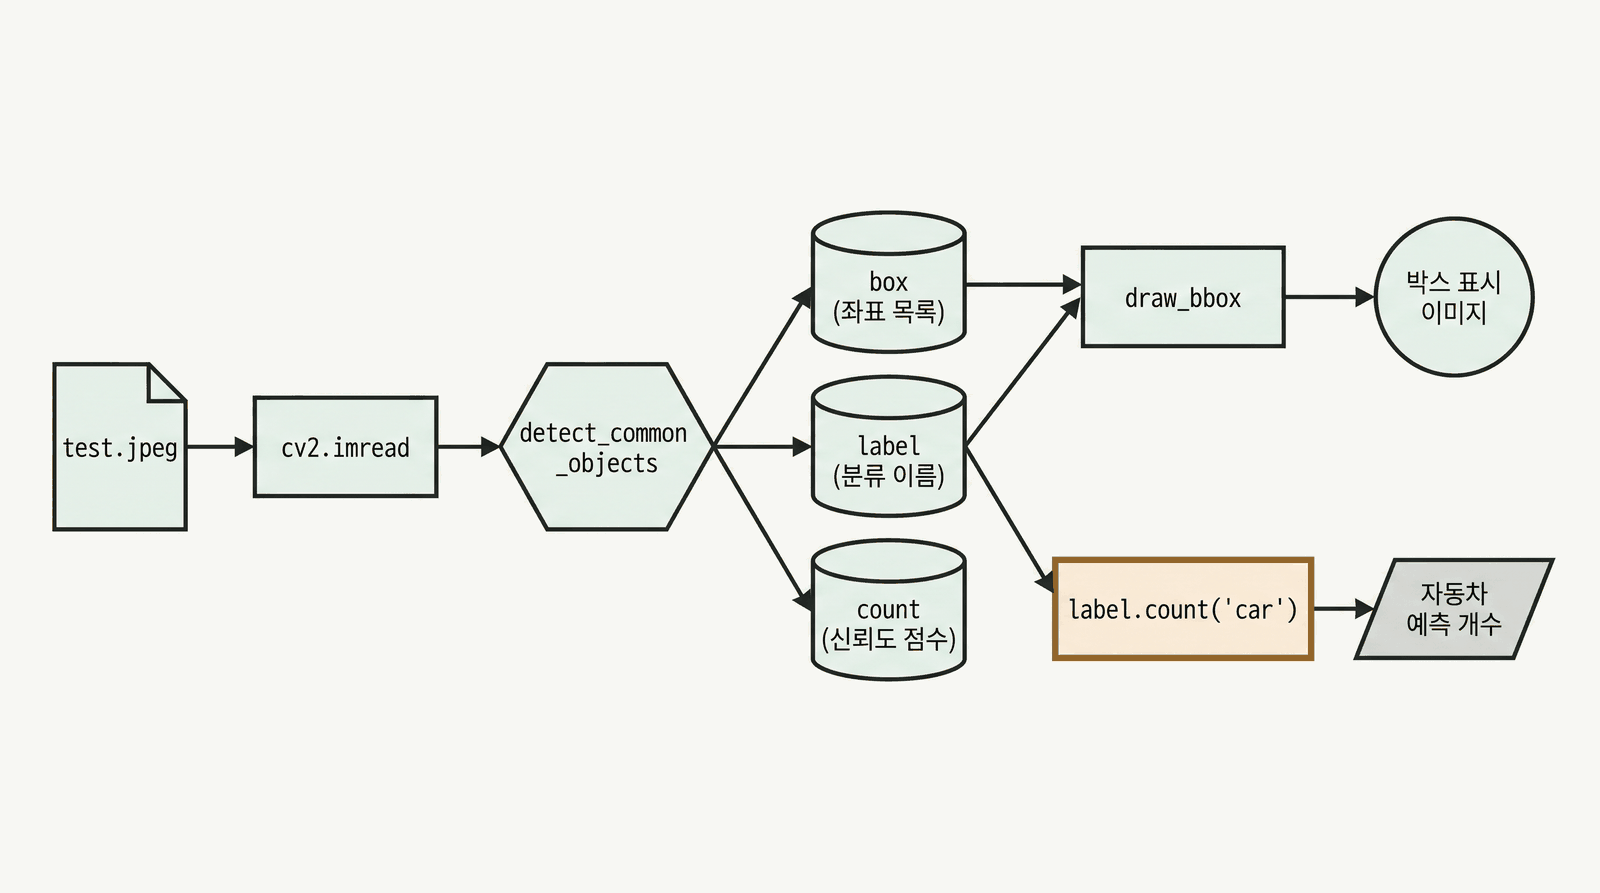 test.jpeg
cv2.imread
detect_common
_objects
box
(좌표 목록)
label
(분류 이름)
count
(신뢰도 점수)
draw_bbox
박스 표시
이미지
label.count('car')
자동차
예측 개수